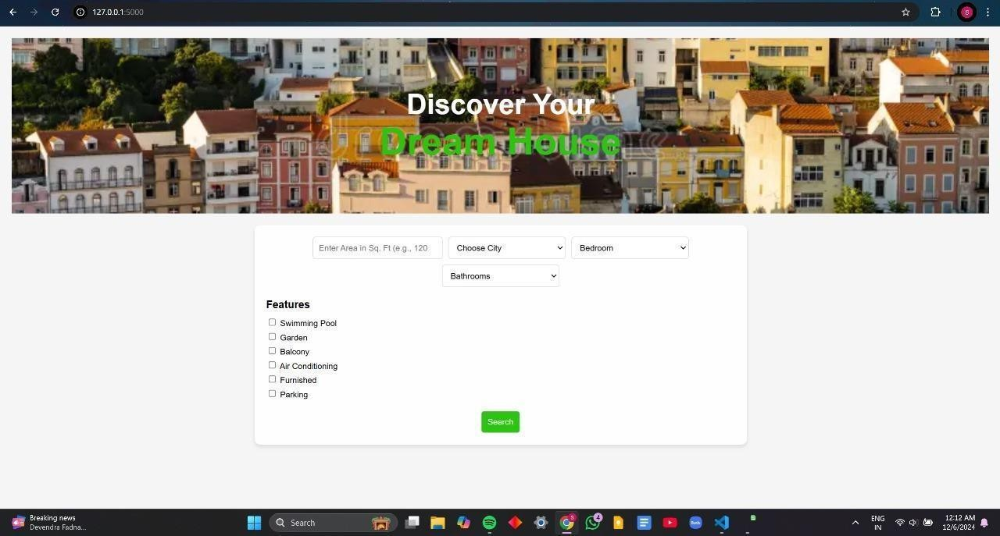 127.0.0.1:5000
S
Discover Your
Dream House
Enter Area in Sq. Ft (e.g., 120
Choose City
Bedroom
Bathrooms
Features
Swimming Pool
Garden
Balcony
Air Conditioning
Furnished
Parking
Search
Breaking news
Devendra Fadna...
Search
S
4
Buds
ENG
IN
12:12 AM
12/6/2024